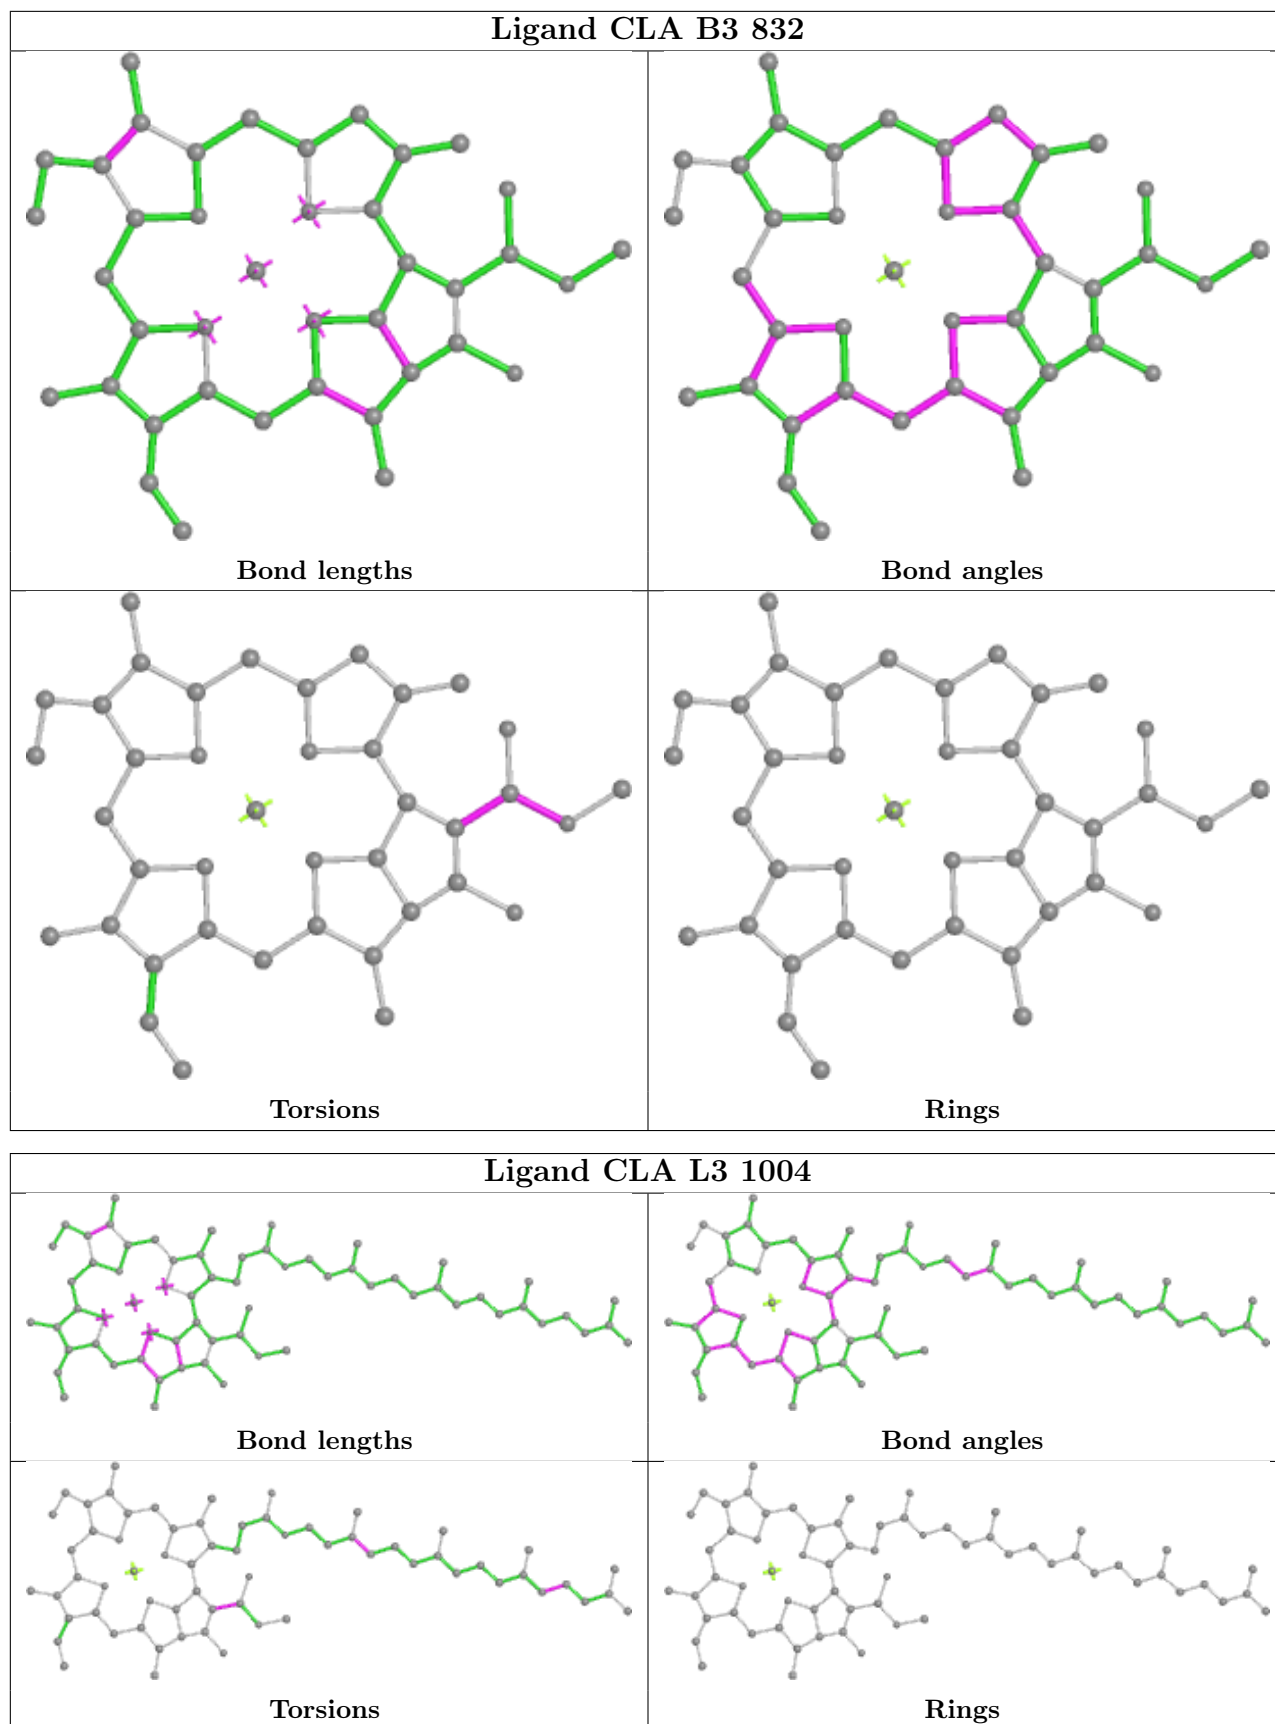 Ligand CLA B3 832
Bond lengths
Bond angles
Torsions
Rings
Ligand CLA L3 1004
Bond lengths
Bond angles
Torsions
Rings